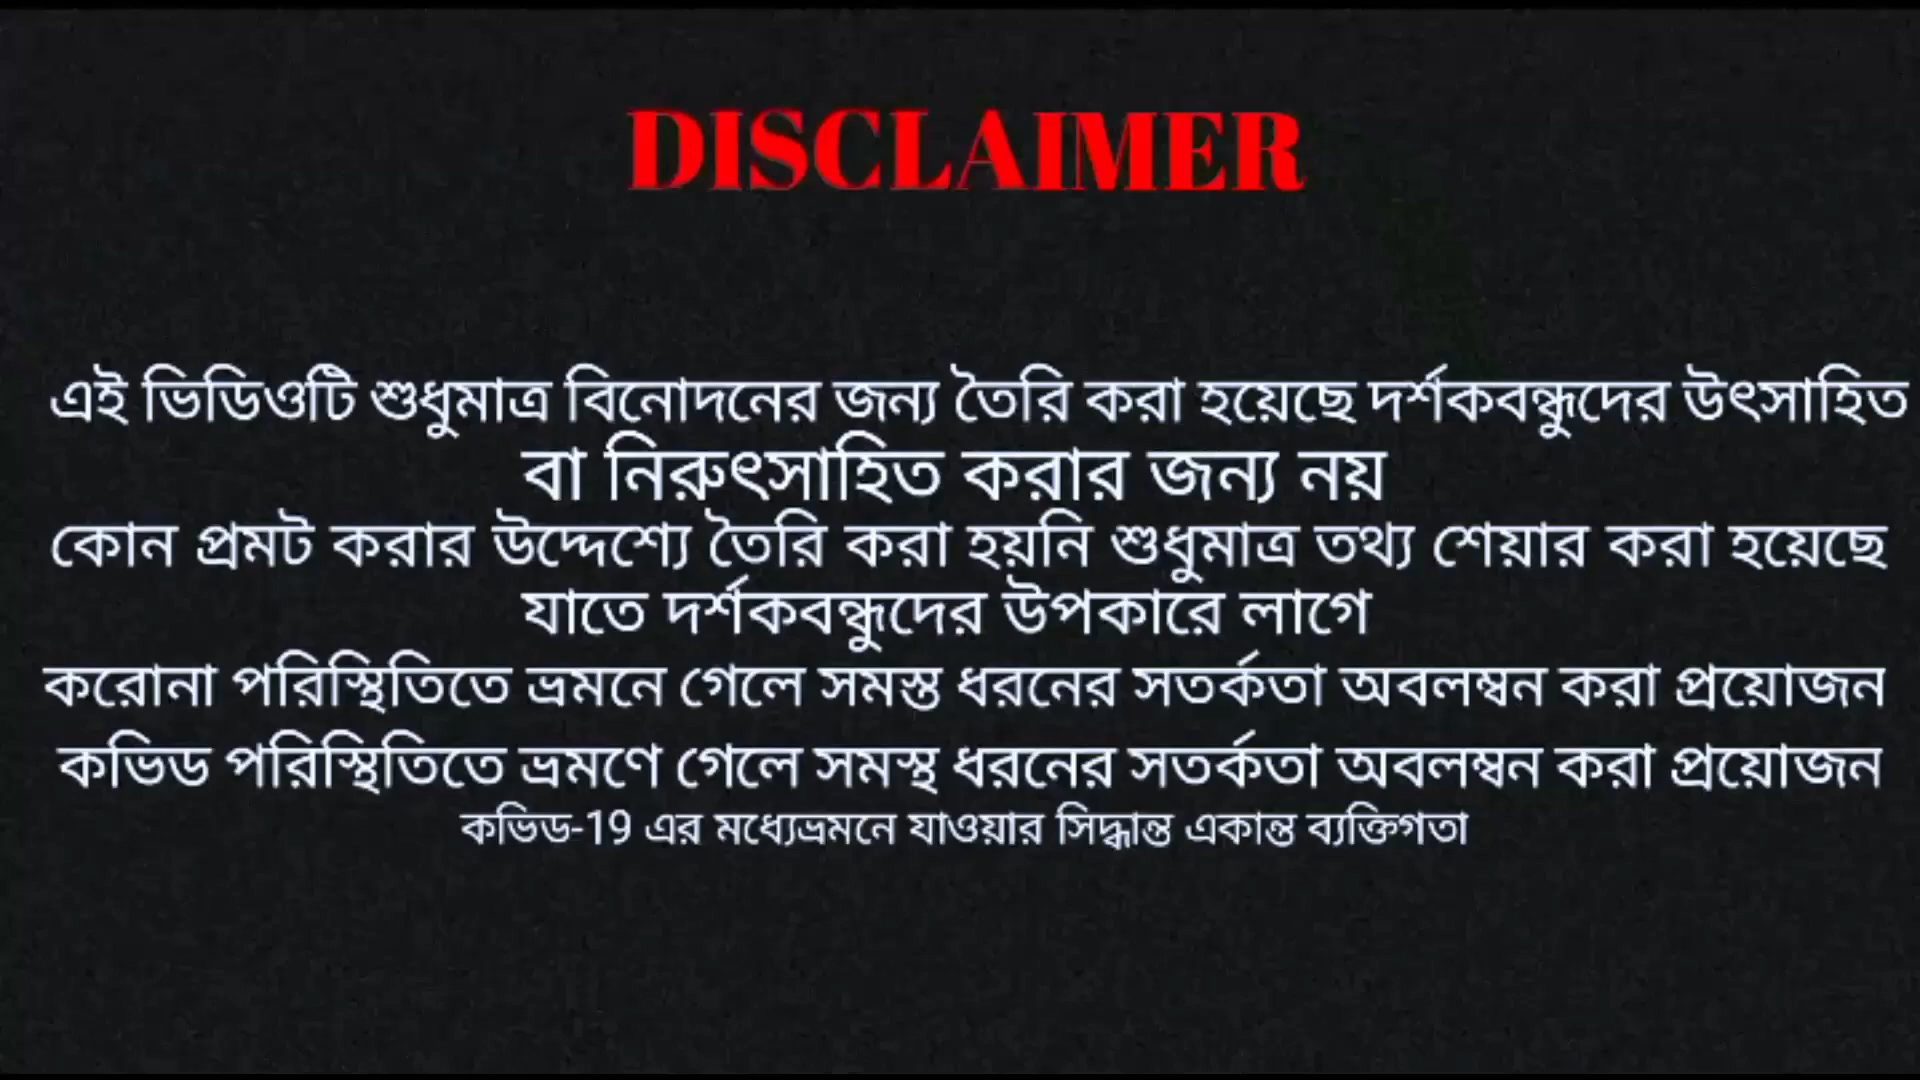 DISCLAIMER
এই ভিডিওটি শুধুমাত্র বিনোদনের জন্য তৈরি করা হয়েছে দর্শকবন্ধুদের উৎসাহিত
বা নিরুৎসাহিত করার জন্য নয়
কোন প্রমট করার উদ্দেশ্যে তৈরি করা হয়নি শুধুমাত্র তথ্য শেয়ার করা হয়েছে
যাতে দর্শকবন্ধুদের উপকারে লাগে
করোনা পরিস্থিতিতে ভ্রমনে গেলে সমস্ত ধরনের সতর্কতা অবলম্বন করা প্রয়োজন
কভিড পরিস্থিতিতে ভ্রমণে গেলে সমস্থ ধরনের সতর্কতা অবলম্বন করা প্রয়োজন
কভিড-19 এর মধ্যেভ্রমনে যাওয়ার সিদ্ধান্ত একান্ত ব্যক্তিগতা